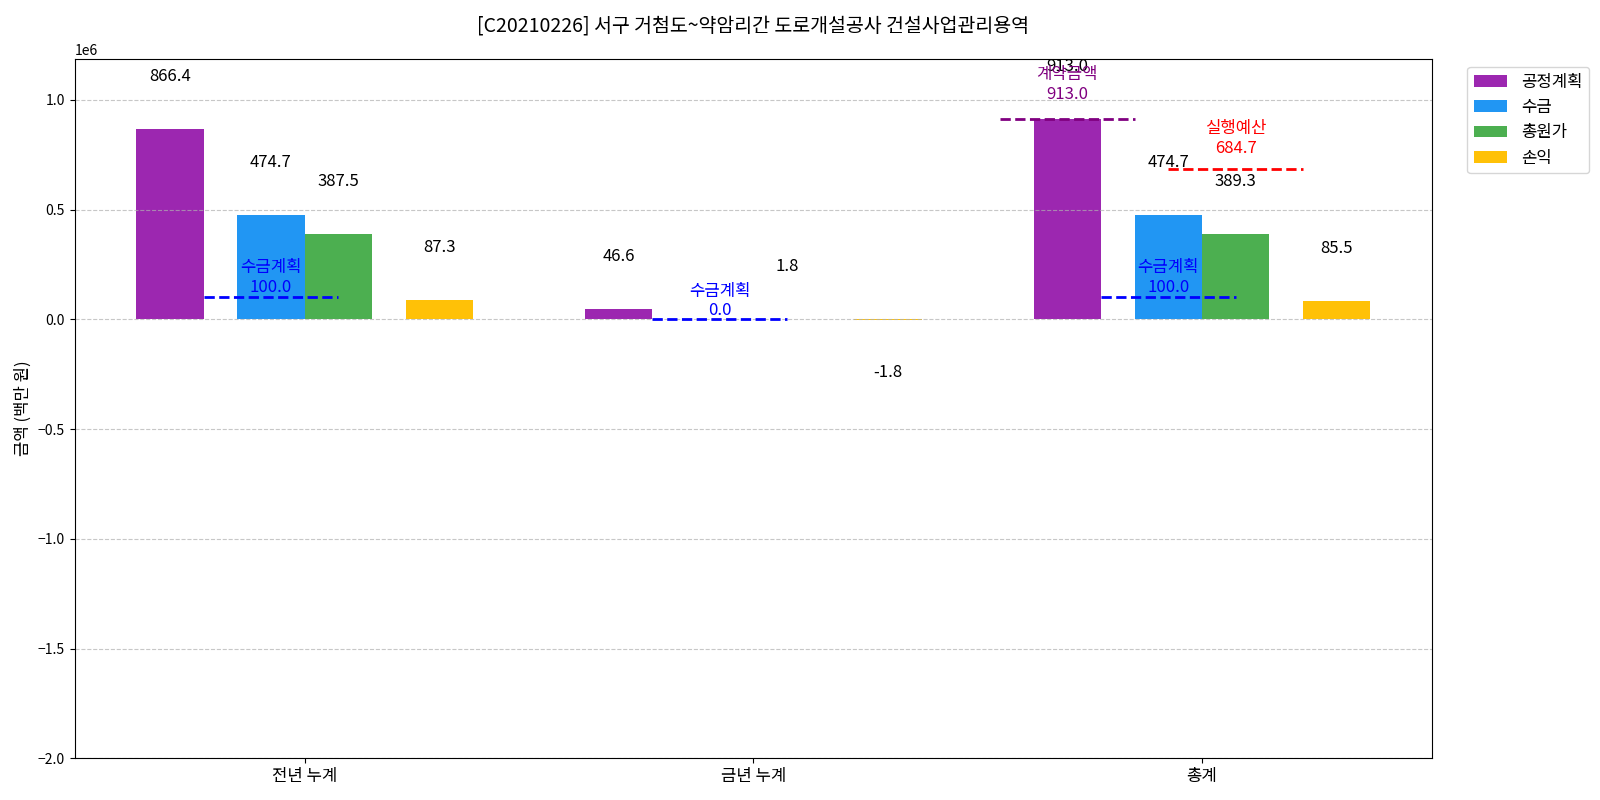 [C20210226] 서구 거첨도~약암리간 도로개설공사 건설사업관리용역
1e6
1.0
0.5
0.0
−0.5
−1.0
−1.5
−2.0
금액 (백만 원)
866.4
474.7
387.5
87.3
수금계획
100.0
46.6
수금계획
0.0
1.8
-1.8
913.0
계약금액
913.0
실행예산
684.7
474.7
389.3
85.5
수금계획
100.0
전년 누계
금년 누계
총계
공정계획
수금
총원가
손익